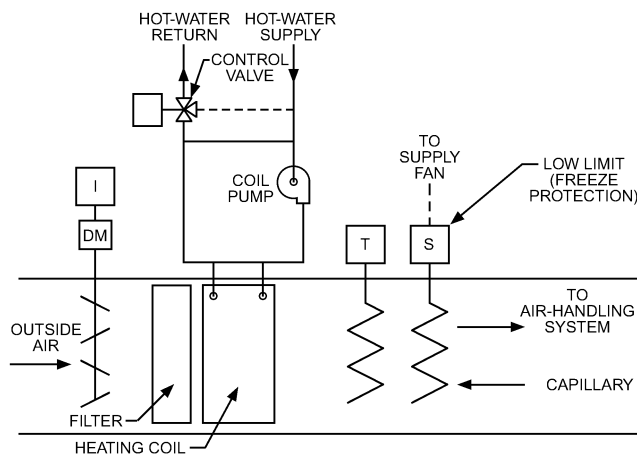 HOT-WATER
RETURN
HOT-WATER
SUPPLY
CONTROL
VALVE
TO
SUPPLY
FAN
LOW LIMIT
(FREEZE
PROTECTION)
COIL
PUMP
I
DM
T
S
OUTSIDE
AIR
TO
AIR-HANDLING
SYSTEM
CAPILLARY
FILTER
HEATING COIL